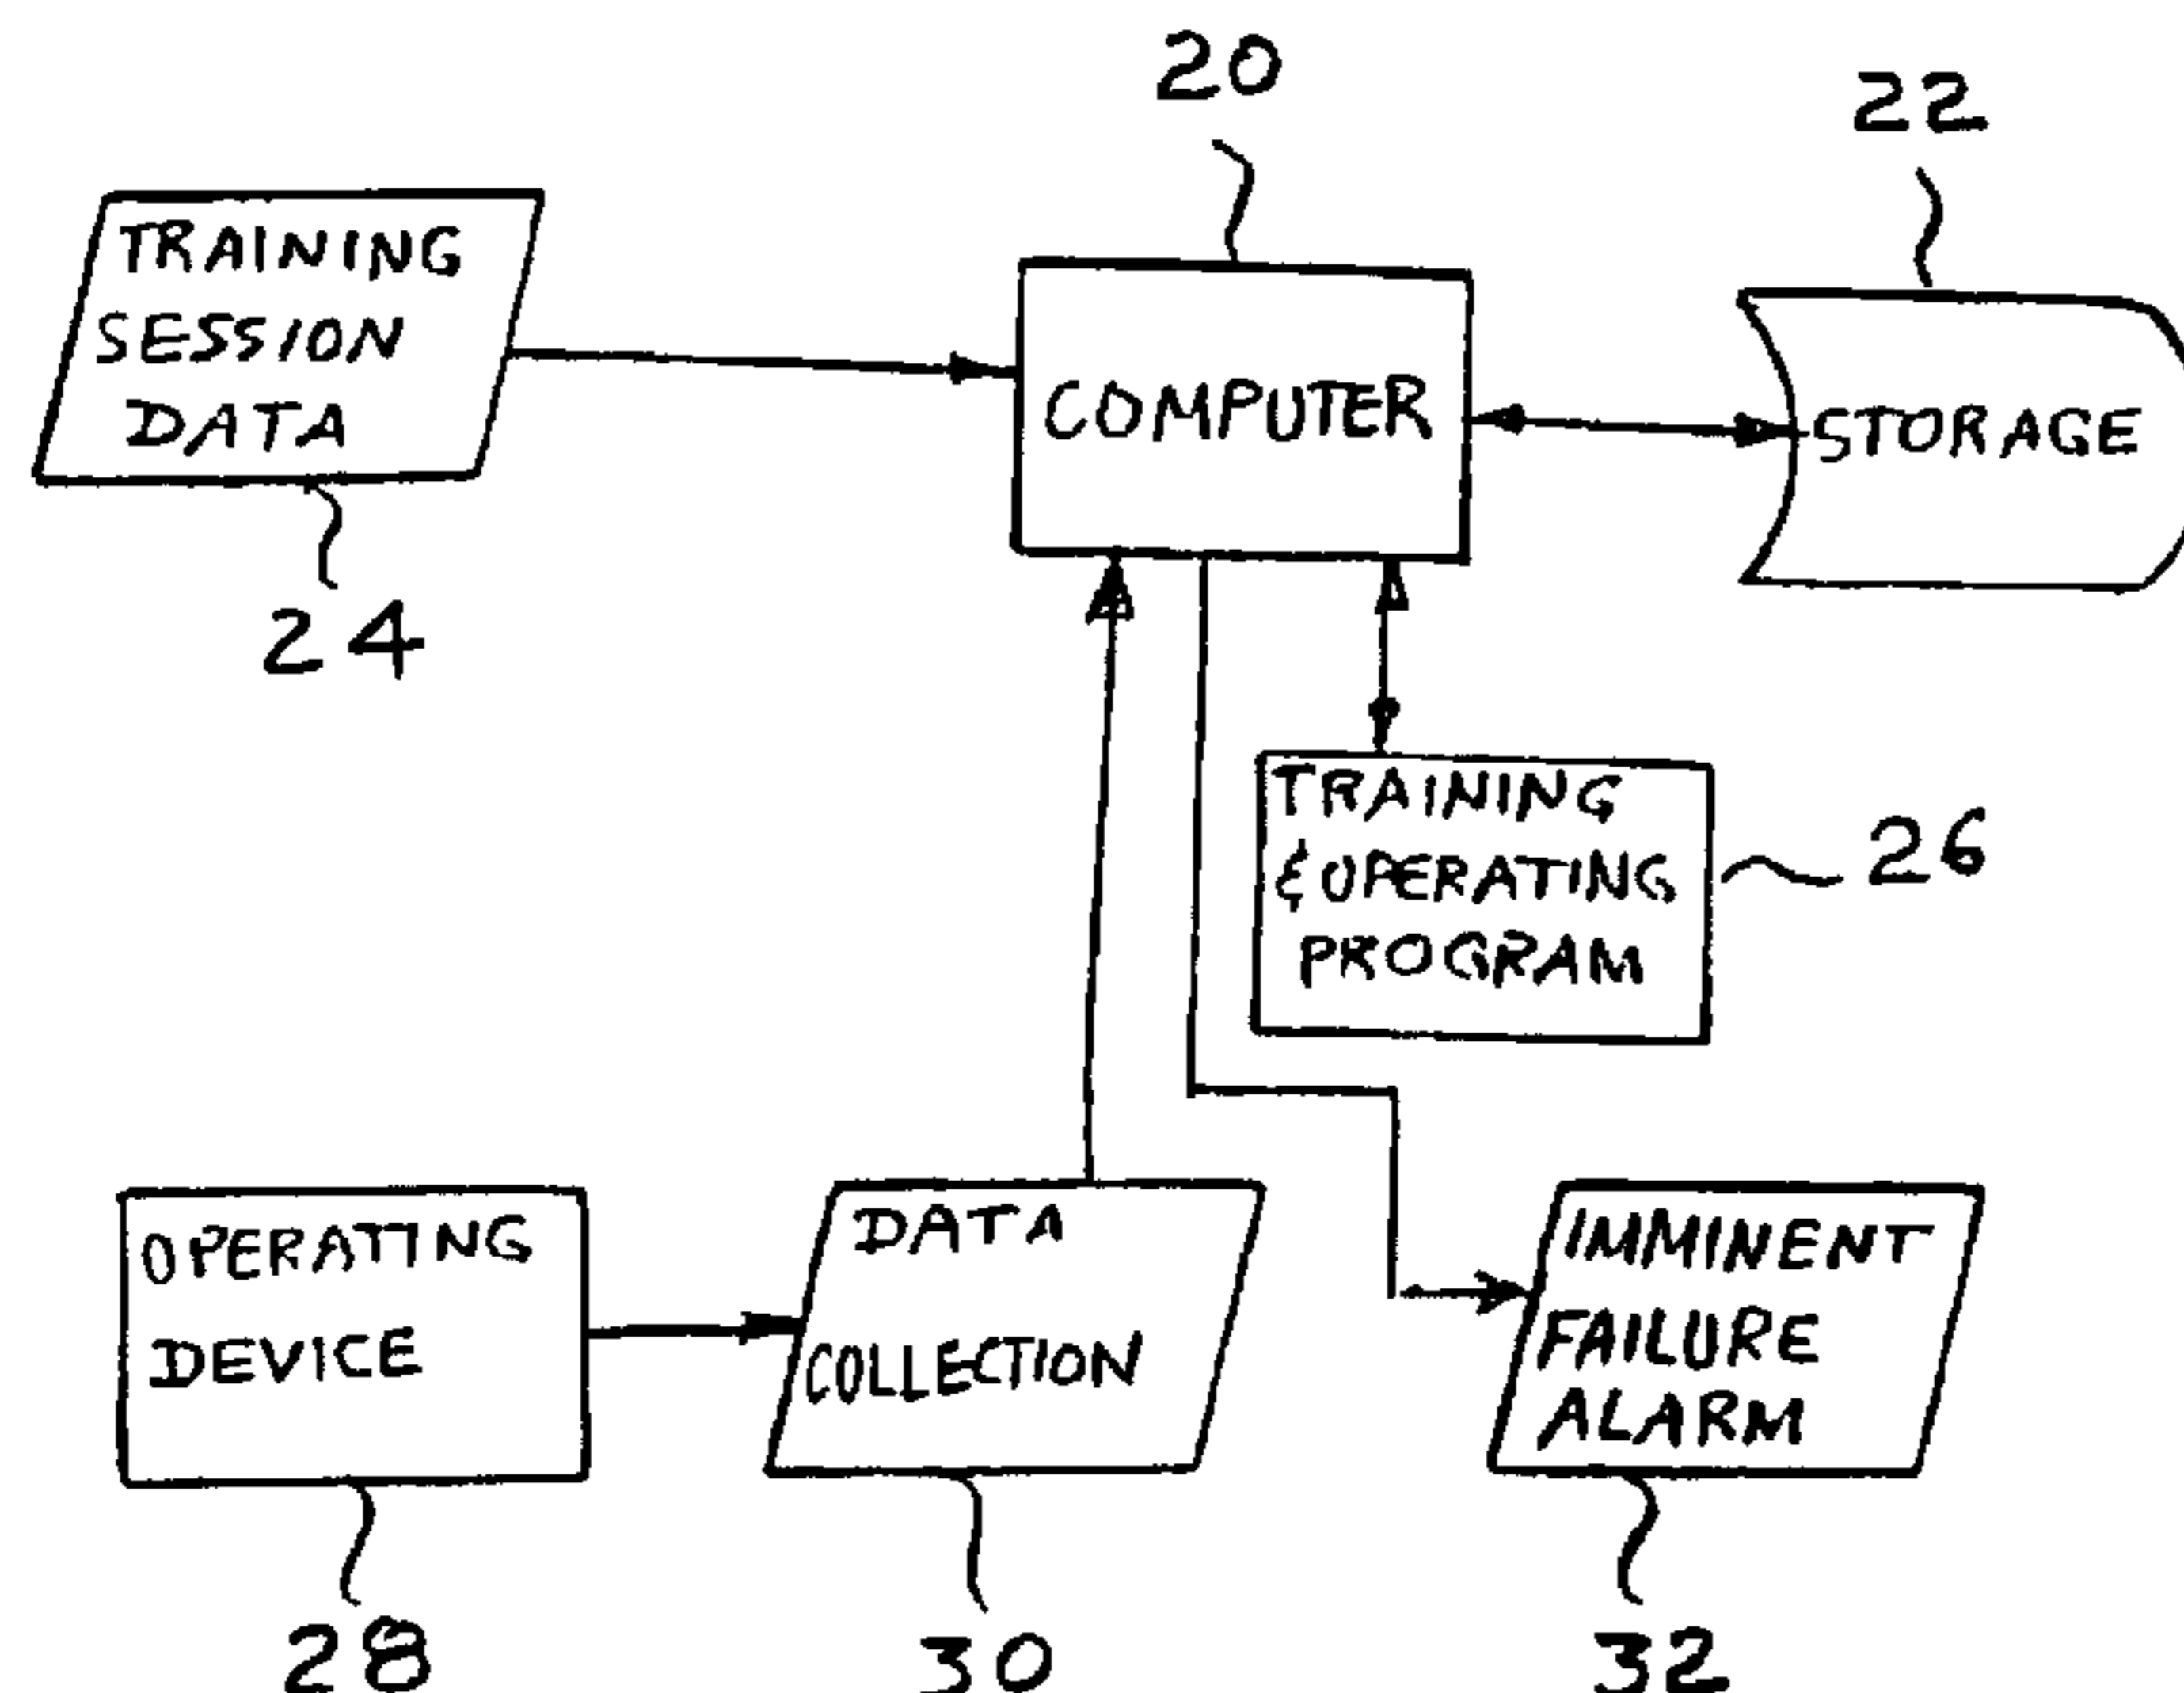 20
22
TRAINING
SESSION
DATA
24
COMPUTER
STORAGE
TRAINING
& OPERATING
PROGRAM
26
OPERATING
DEVICE
28
DATA
COLLECTION
30
IMMINENT
FAILURE
ALARM
32